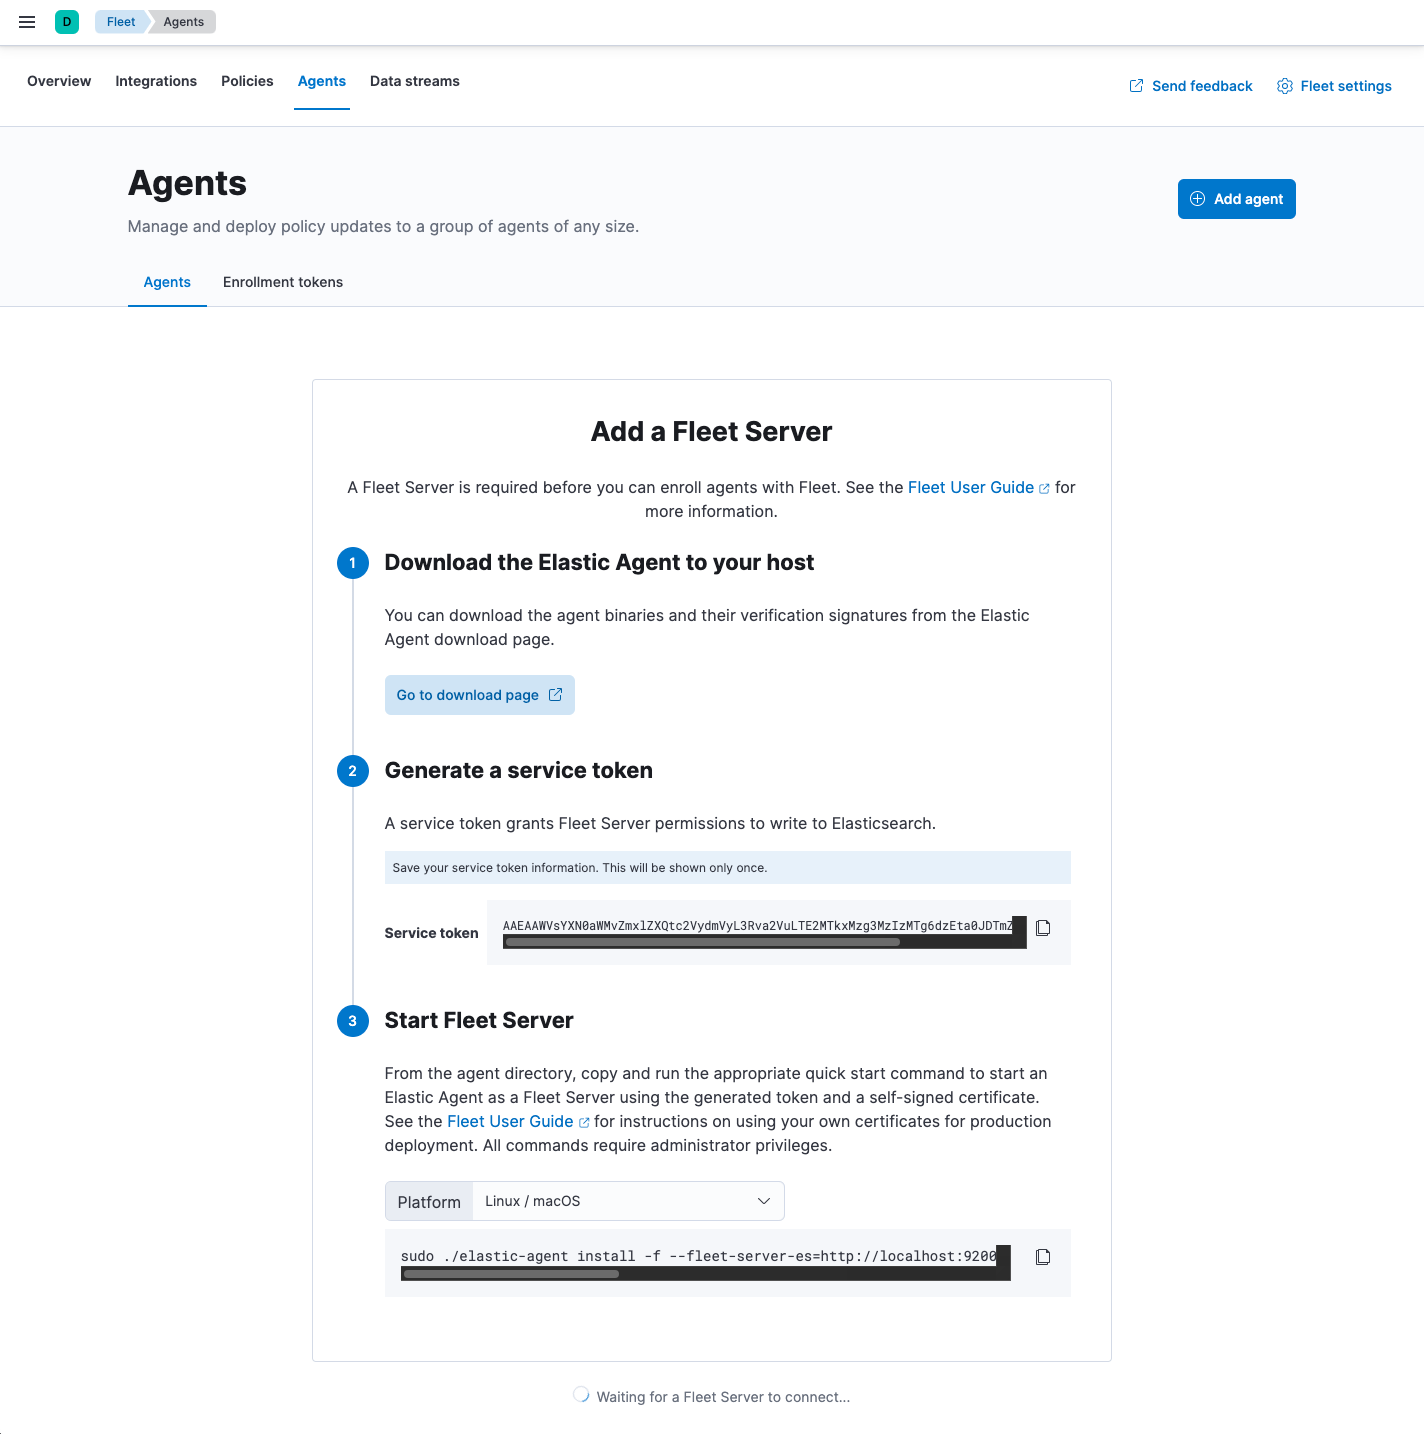 D
Fleet
Agents
Overview
Integrations
Policies
Agents
Data streams
Send feedback
Fleet settings
Agents
Add agent
Manage and deploy policy updates to a group of agents of any size.
Agents
Enrollment tokens
Add a Fleet Server
A Fleet Server is required before you can enroll agents with Fleet. See the Fleet User Guide for
more information.
1 Download the Elastic Agent to your host
You can download the agent binaries and their verification signatures from the Elastic
Agent download page.
Go to download page
2 Generate a service token
A service token grants Fleet Server permissions to write to Elasticsearch.
Save your service token information. This will be shown only once.
Service token AAEAAWVsYXN0aWMvZmxlZXQtc2VydmVyL3Rva2VuLTE2MTkxMzg3MzIzMTg6dzEta0JDTmZ
3 Start Fleet Server
From the agent directory, copy and run the appropriate quick start command to start an
Elastic Agent as a Fleet Server using the generated token and a self-signed certificate.
See the Fleet User Guide for instructions on using your own certificates for production
deployment. All commands require administrator privileges.
Platform Linux / macOS
sudo ./elastic-agent install -f --fleet-server-es=http://localhost:9200
Waiting for a Fleet Server to connect...